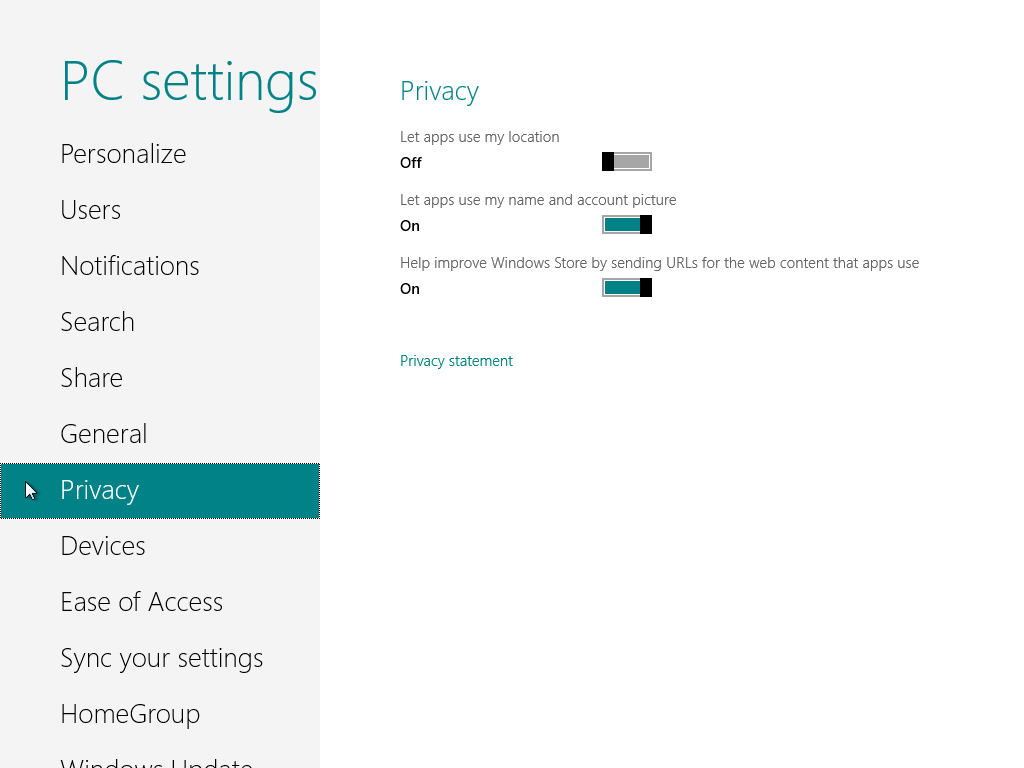 PC settings
Personalize
Users
Notifications
Search
Share
General
Privacy
Devices
Ease of Access
Sync your settings
HomeGroup
Windows Update
Privacy
Let apps use my location
Off
Let apps use my name and account picture
On
Help improve Windows Store by sending URLs for the web content that apps use
On
Privacy statement